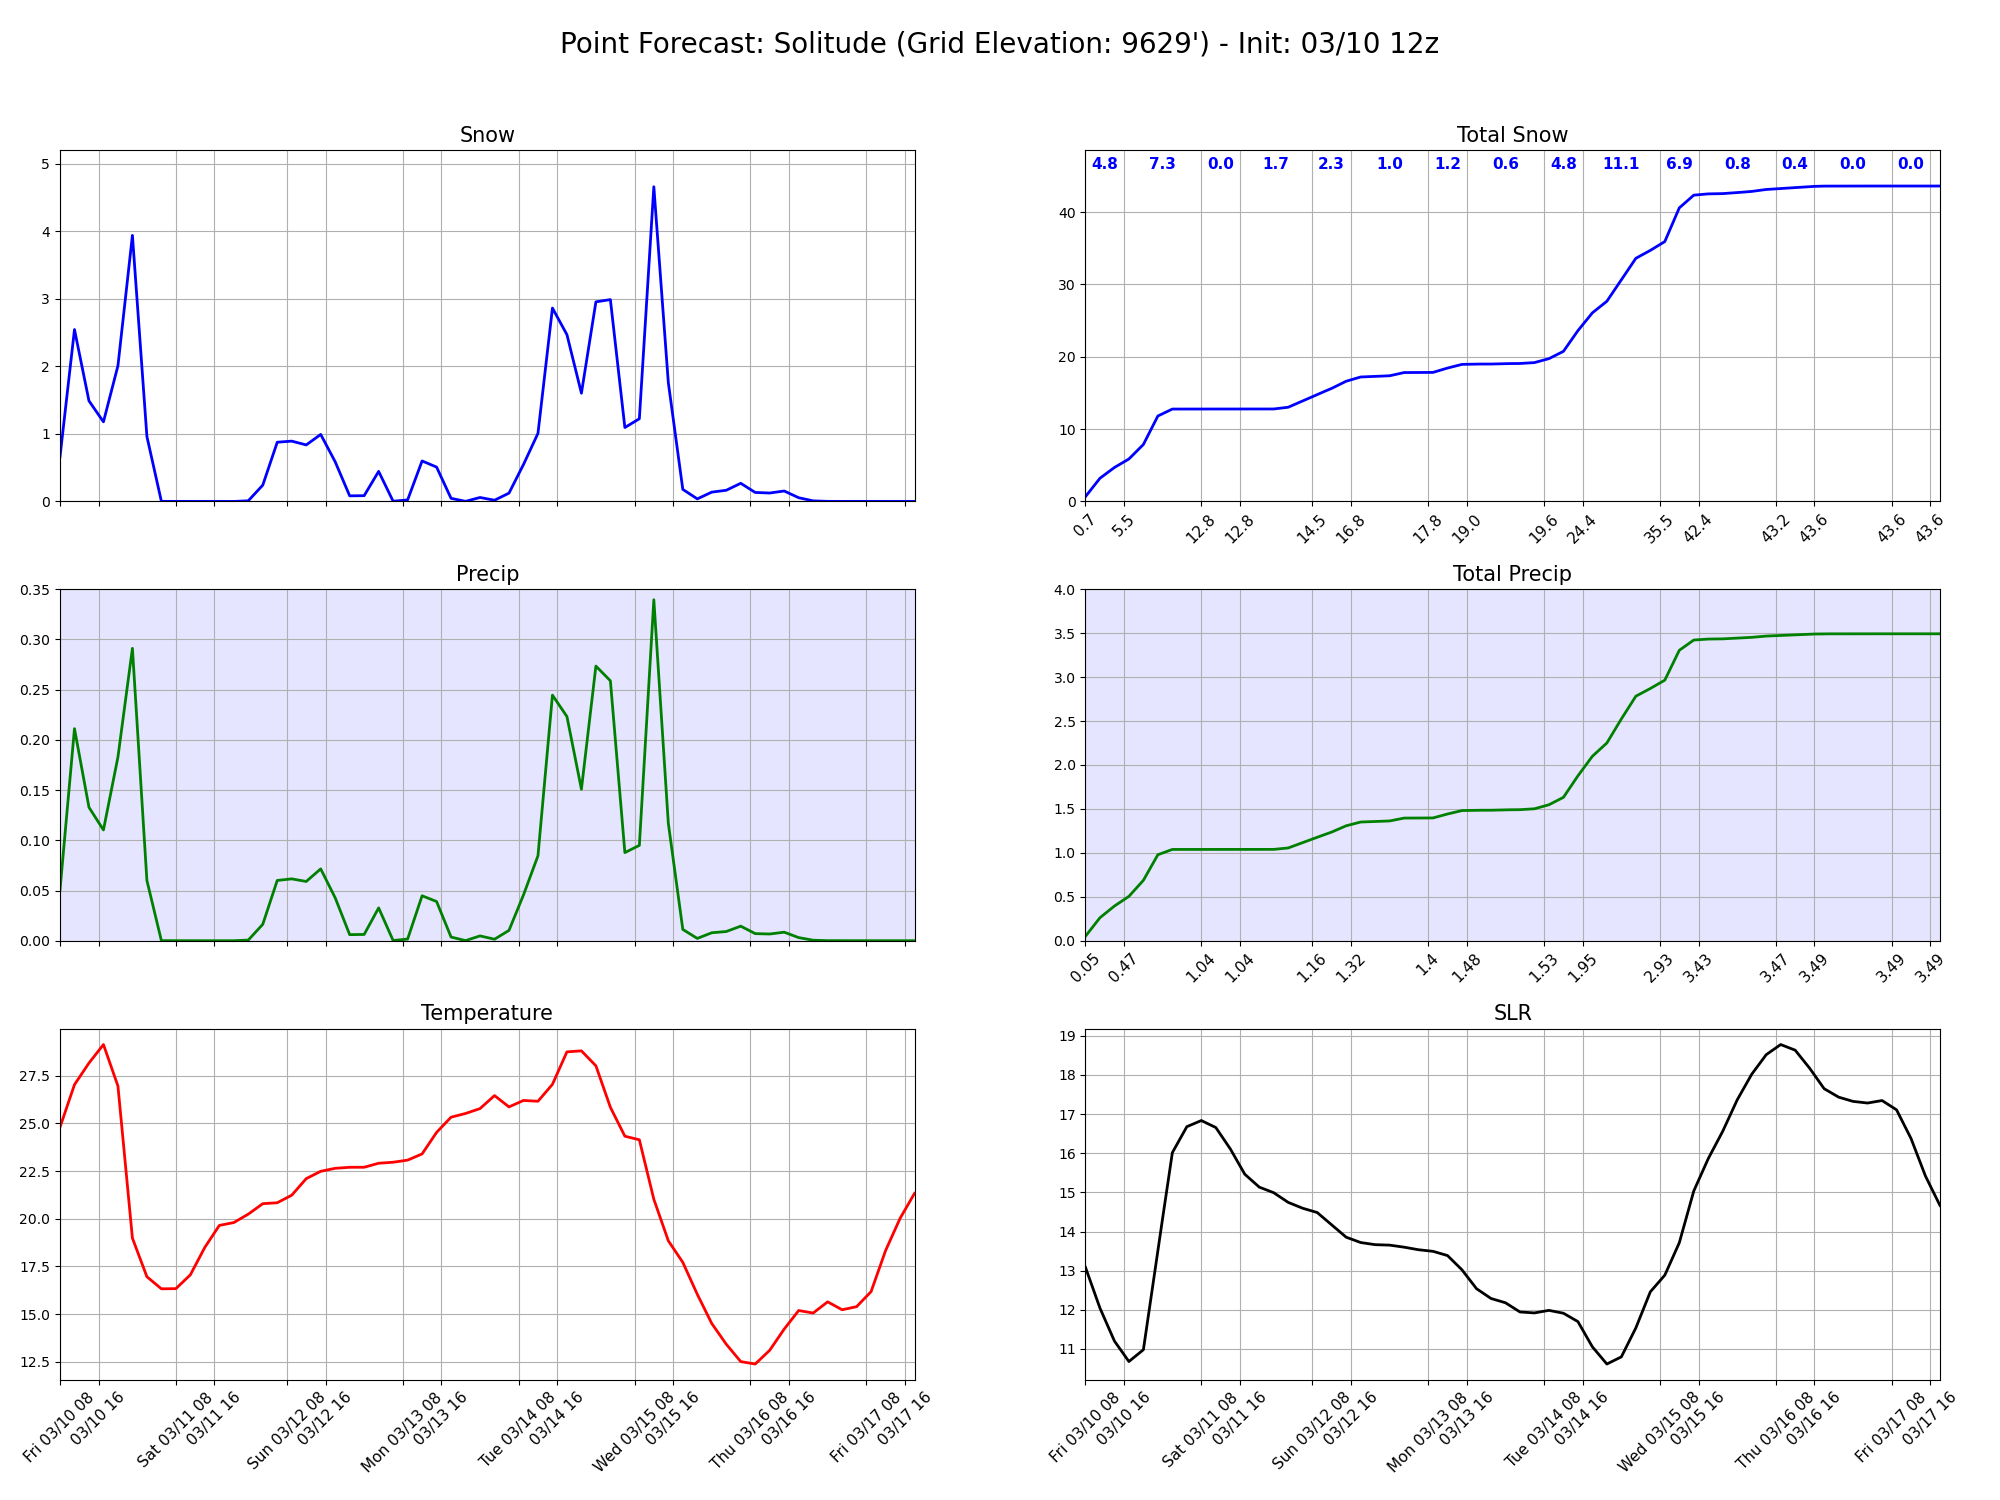 Point Forecast: Solitude (Grid Elevation: 9629') - Init: 03/10 12z
Snow
5
4
3
2
1
0
Total Snow
4.8 7.3 0.0 1.7 2.3 1.0 1.2 0.6 4.8 11.1 6.9 0.8 0.4 0.0 0.0
40
30
20
10
0
0.7 5.5 12.8 12.8 14.5 16.8 17.8 19.0 19.6 24.4 35.5 42.4 43.2 43.6 43.6 43.6
Precip
0.35
0.30
0.25
0.20
0.15
0.10
0.05
0.00
Total Precip
4.0
3.5
3.0
2.5
2.0
1.5
1.0
0.5
0.0
0.05 0.47 1.04 1.04 1.16 1.32 1.4 1.48 1.53 1.95 2.93 3.43 3.47 3.49 3.49 3.49
Temperature
27.5
25.0
22.5
20.0
17.5
15.0
12.5
Fri 03/10 08
03/10 16
Sat 03/11 08
03/11 16
Sun 03/12 08
03/12 16
Mon 03/13 08
03/13 16
Tue 03/14 08
03/14 16
Wed 03/15 08
03/15 16
Thu 03/16 08
03/16 16
Fri 03/17 08
03/17 16
SLR
19
18
17
16
15
14
13
12
11
Fri 03/10 08
03/10 16
Sat 03/11 08
03/11 16
Sun 03/12 08
03/12 16
Mon 03/13 08
03/13 16
Tue 03/14 08
03/14 16
Wed 03/15 08
03/15 16
Thu 03/16 08
03/16 16
Fri 03/17 08
03/17 16